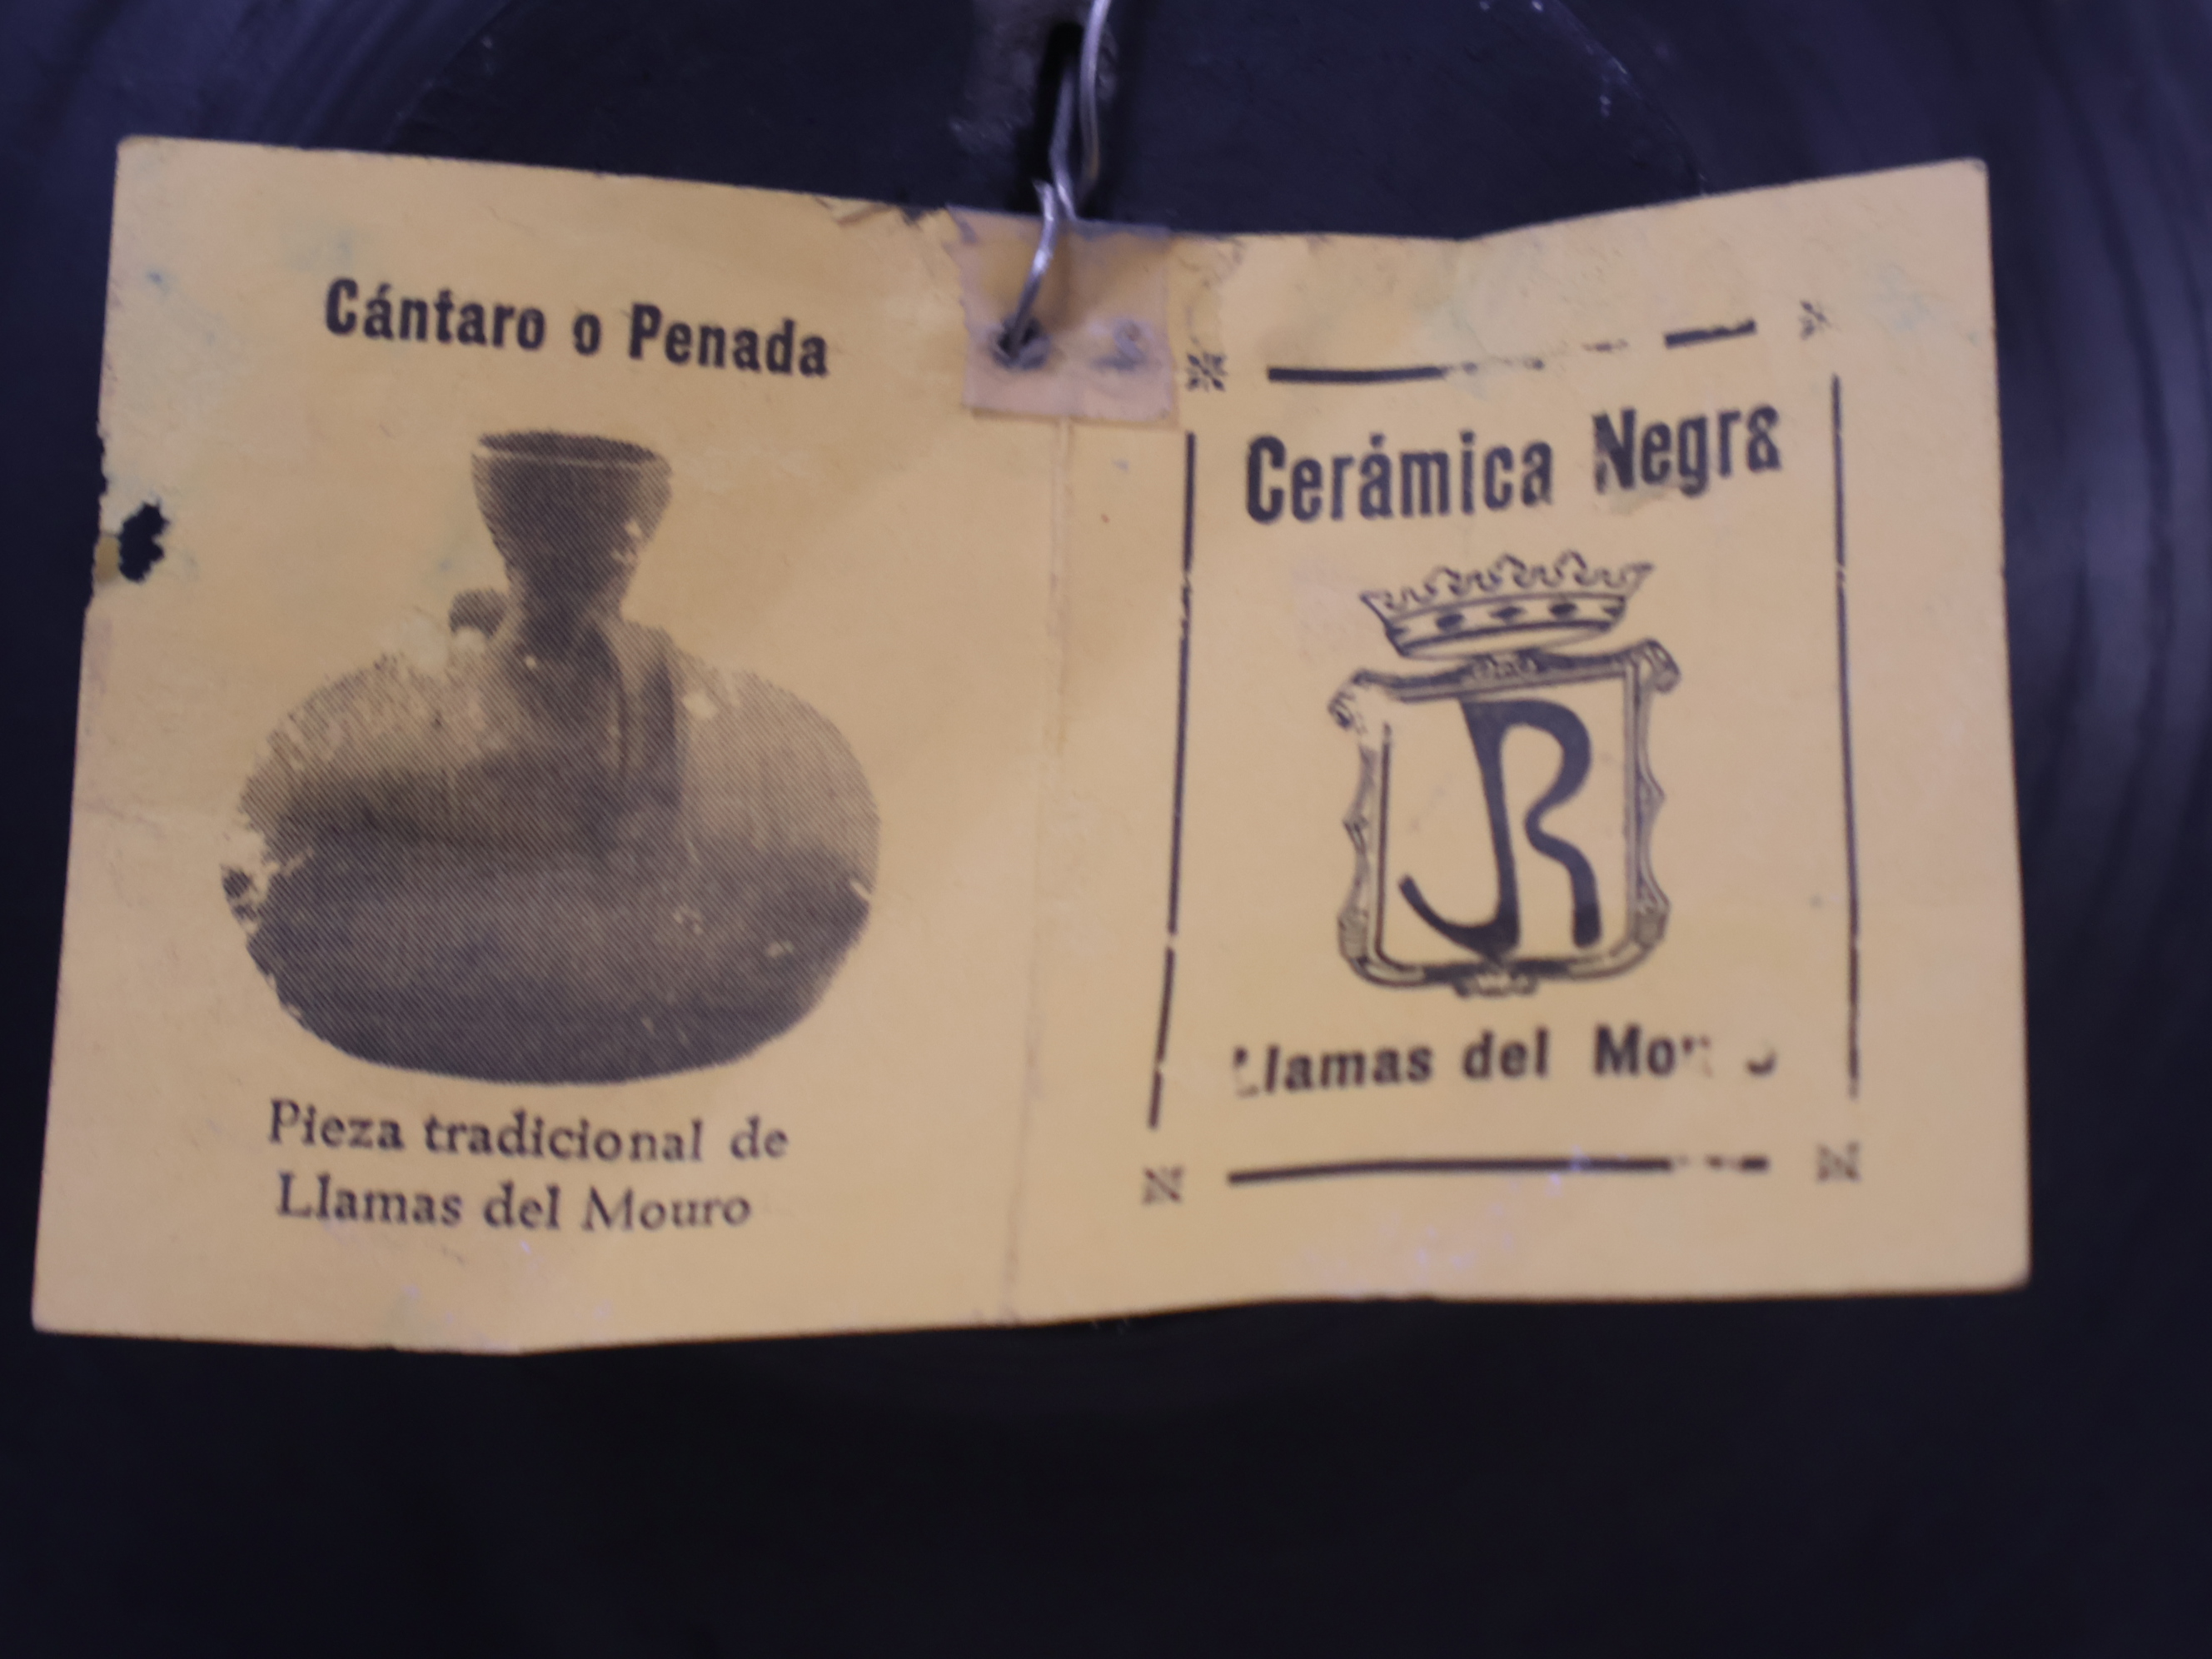 Cántaro o Penada
Pieza tradicional de
Llamas del Mouro
Cerámica Negra
JR
Llamas del